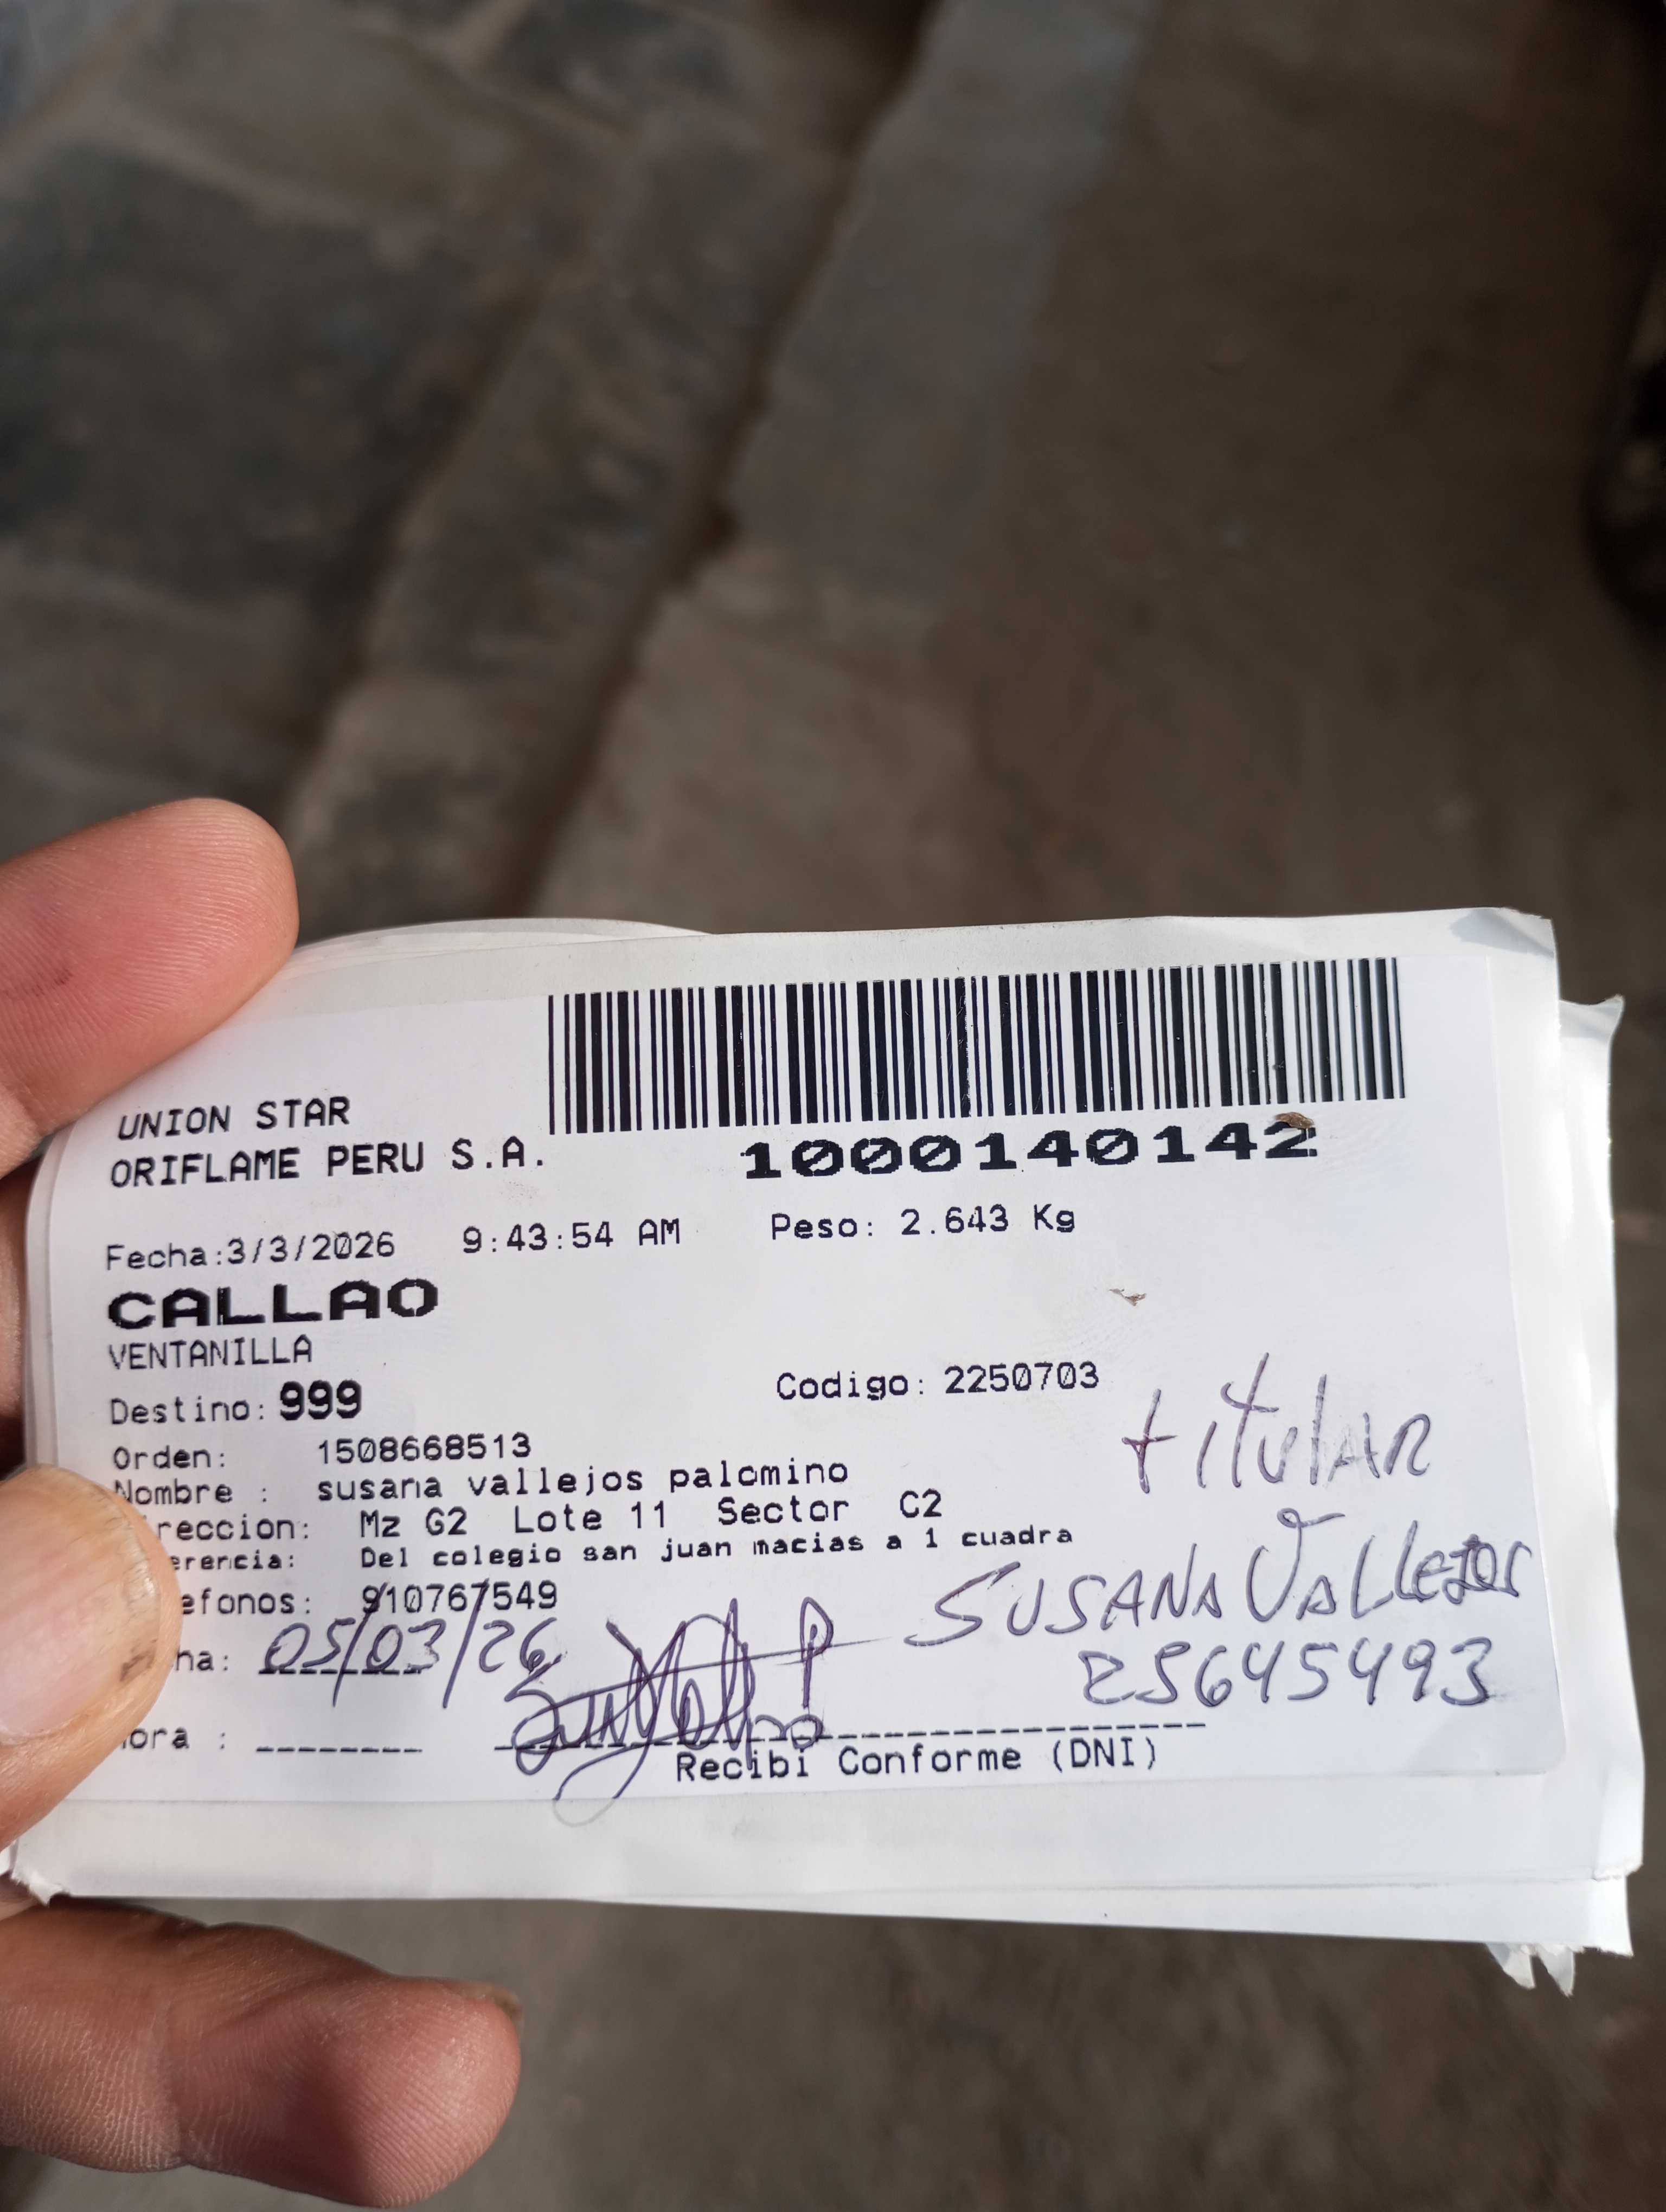 UNION STAR
ORIFLAME PERU S.A.
1000140142
Fecha:3/3/2026 9:43:54 AM Peso: 2.643 Kg
CALLAO
VENTANILLA
Destino: 999 Codigo: 2250703
titular
Orden: 1508668513
Nombre : susana vallejos palomino
reccion: Mz G2 Lote 11 Sector C2
erencia: Del colegio san juan macias a 1 cuadra
efonos: 910767549
SUSANA VALLEJOS
ha: 05/03/26
25645493
ora :
Recibi Conforme (DNI)